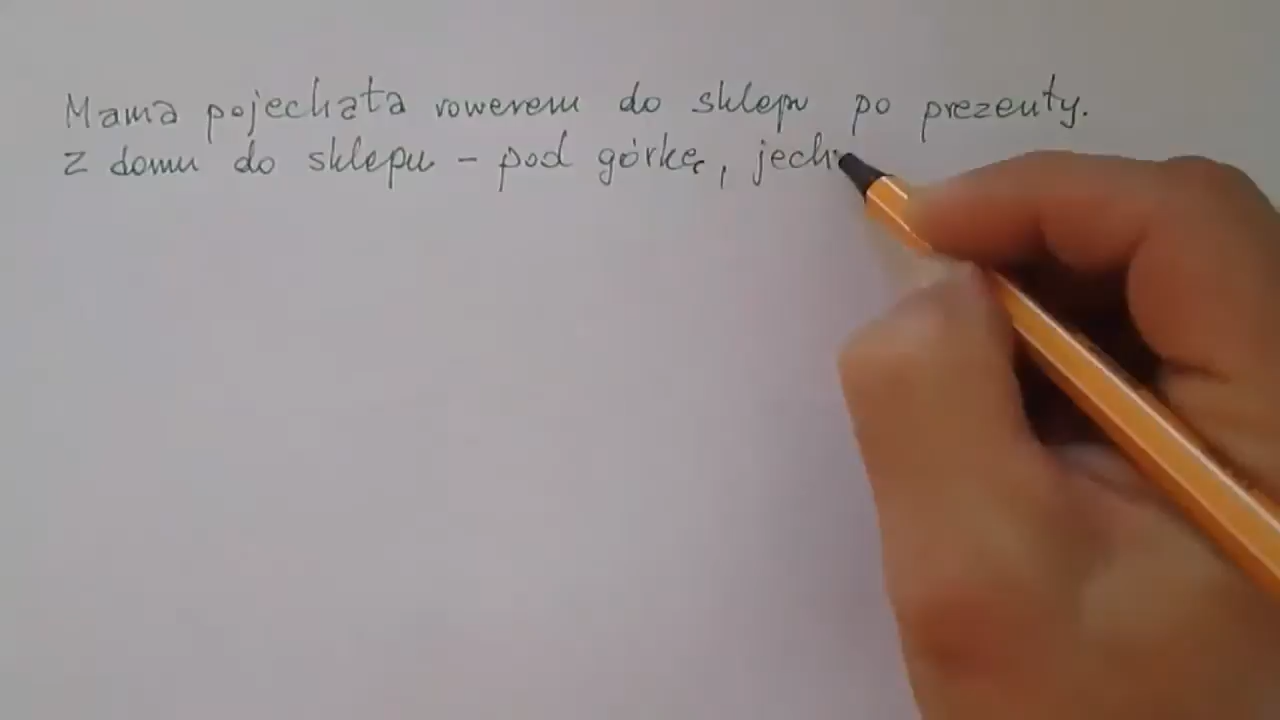 Mama pojechała rowerem do sklepu po prezenty.
Z domu do sklepu - pod górkę, jech